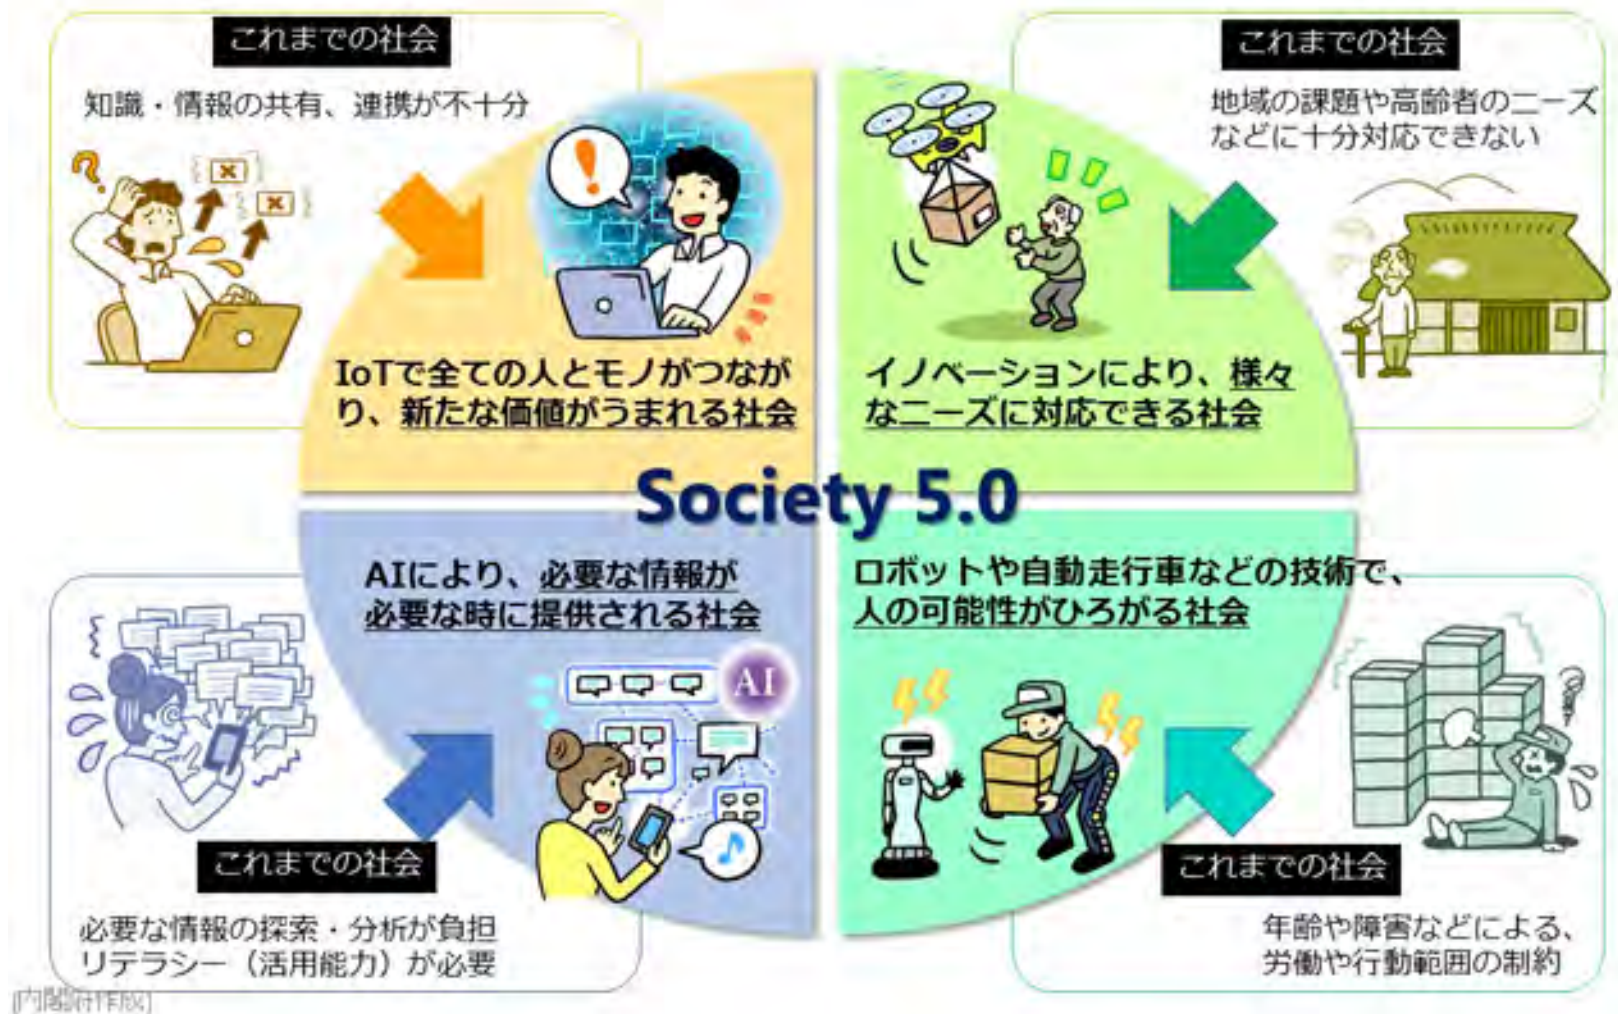 これまでの社会
知識・情報の共有、連携が不十分
?
!
IoTで全ての人とモノがつなが
り、新たな価値がうまれる社会
これまでの社会
地域の課題や高齢者のニーズ
などに十分対応できない
イノベーションにより、様々
なニーズに対応できる社会
Society 5.0
AIにより、必要な情報が
必要な時に提供される社会
AI
これまでの社会
必要な情報の探索・分析が負担
リテラシー（活用能力）が必要
ロボットや自動走行車などの技術で、
人の可能性がひろがる社会
これまでの社会
年齢や障害などによる、
労働や行動範囲の制約
[内閣府作成]